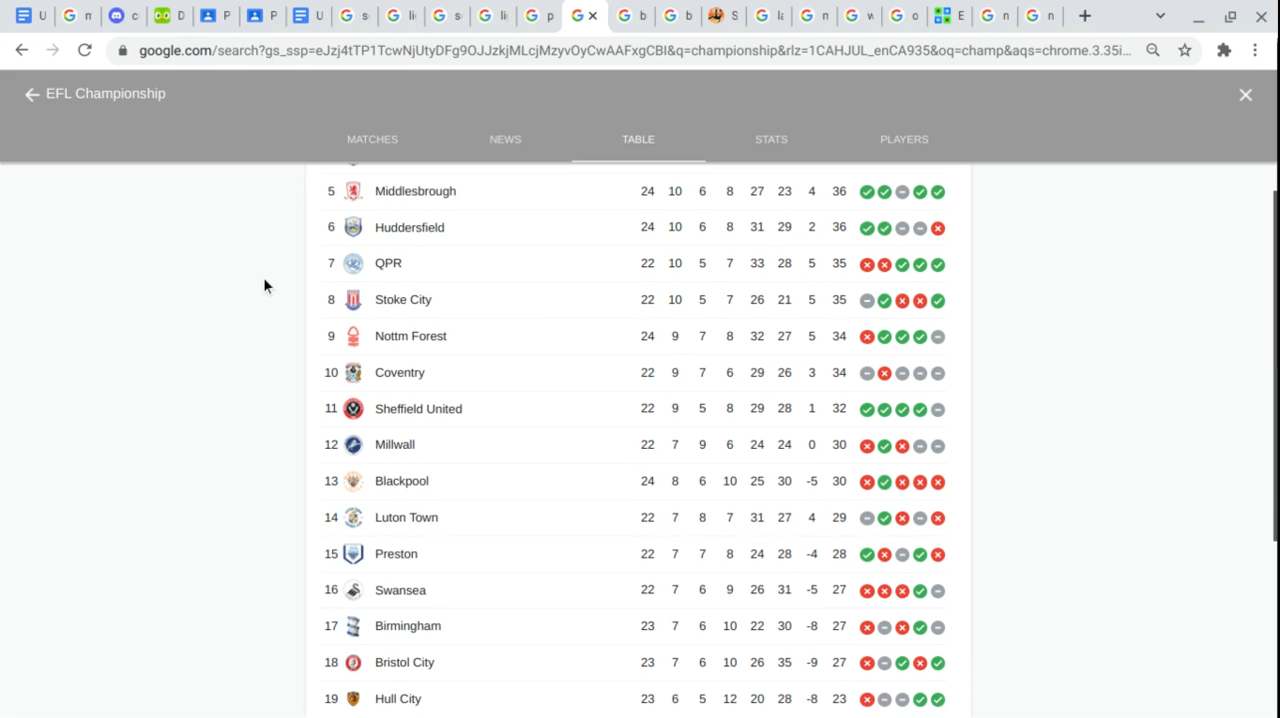 U G n c D P P U G s G li G s G li G p G G b G b S G la G n G w G o E G n G n
google.com/search?gs_ssp=eJzj4tTP1TcwNjUtyDFg9OJJzkjMLcjMzyvOyCwAAFxgCBI&q=championship&rlz=1CAHJUL_enCA935&oq=champ&aqs=chrome.3.35i...
EFL Championship
MATCHES NEWS TABLE STATS PLAYERS
5 Middlesbrough 24 10 6 8 27 23 4 36
6 Huddersfield 24 10 6 8 31 29 2 36
7 QPR 22 10 5 7 33 28 5 35
8 Stoke City 22 10 5 7 26 21 5 35
9 Nottm Forest 24 9 7 8 32 27 5 34
10 Coventry 22 9 7 6 29 26 3 34
11 Sheffield United 22 9 5 8 29 28 1 32
12 Millwall 22 7 9 6 24 24 0 30
13 Blackpool 24 8 6 10 25 30 -5 30
14 Luton Town 22 7 8 7 31 27 4 29
15 Preston 22 7 7 8 24 28 -4 28
16 Swansea 22 7 6 9 26 31 -5 27
17 Birmingham 23 7 6 10 22 30 -8 27
18 Bristol City 23 7 6 10 26 35 -9 27
19 Hull City 23 6 5 12 20 28 -8 23